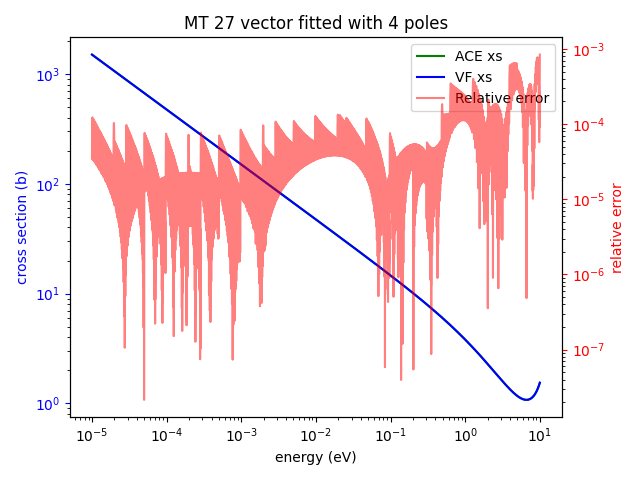 MT 27 vector fitted with 4 poles
ACE xs
VF xs
Relative error
cross section (b)
10³
10²
10¹
10⁰
10⁻³
10⁻⁴
10⁻⁵
10⁻⁶
10⁻⁷
relative error
10⁻⁵ 10⁻⁴ 10⁻³ 10⁻² 10⁻¹ 10⁰ 10¹
energy (eV)